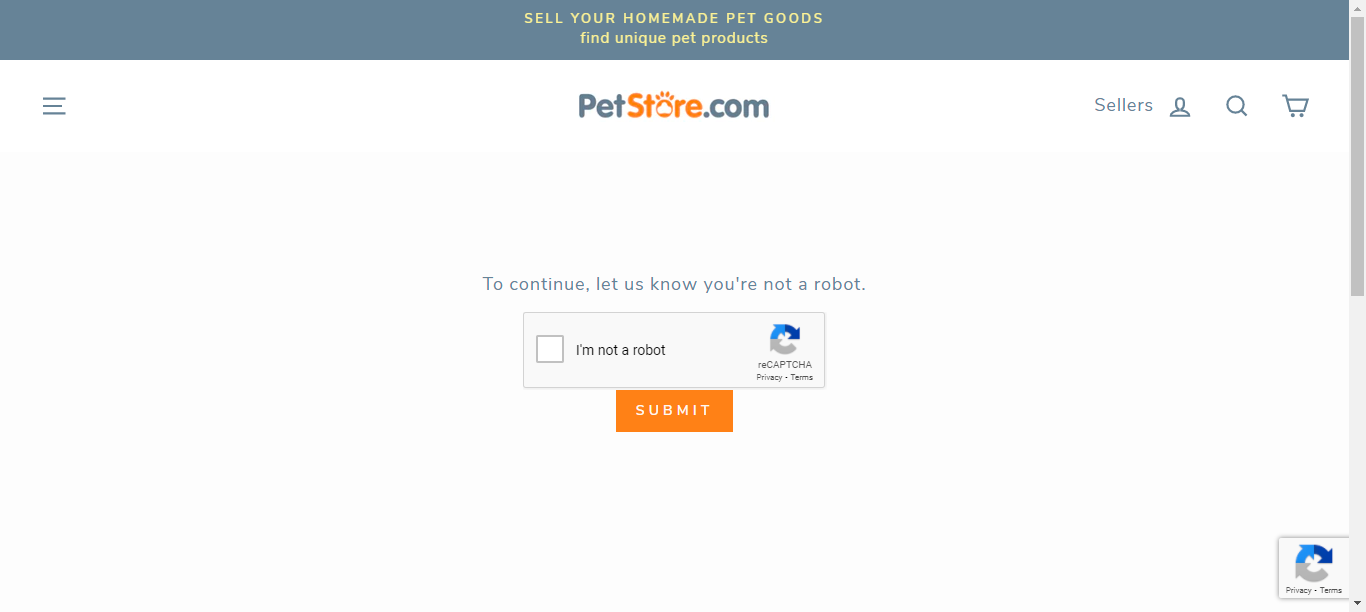 SELL YOUR HOMEMADE PET GOODS
find unique pet products
PetStore.com
Sellers
To continue, let us know you're not a robot.
I'm not a robot
reCAPTCHA
Privacy - Terms
SUBMIT
Privacy - Terms